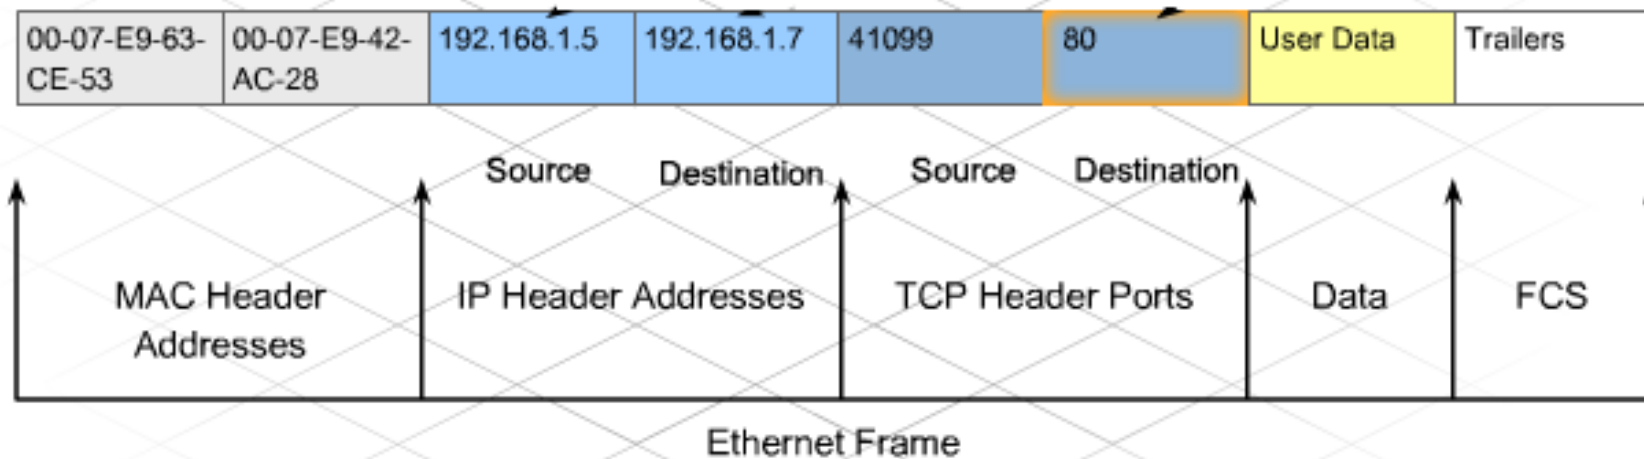 00-07-E9-63-
CE-53
00-07-E9-42-
AC-28
192.168.1.5
192.168.1.7
41099
80
User Data
Trailers
Source
Destination
Source
Destination
MAC Header
Addresses
IP Header Addresses
TCP Header Ports
Data
FCS
Ethernet Frame